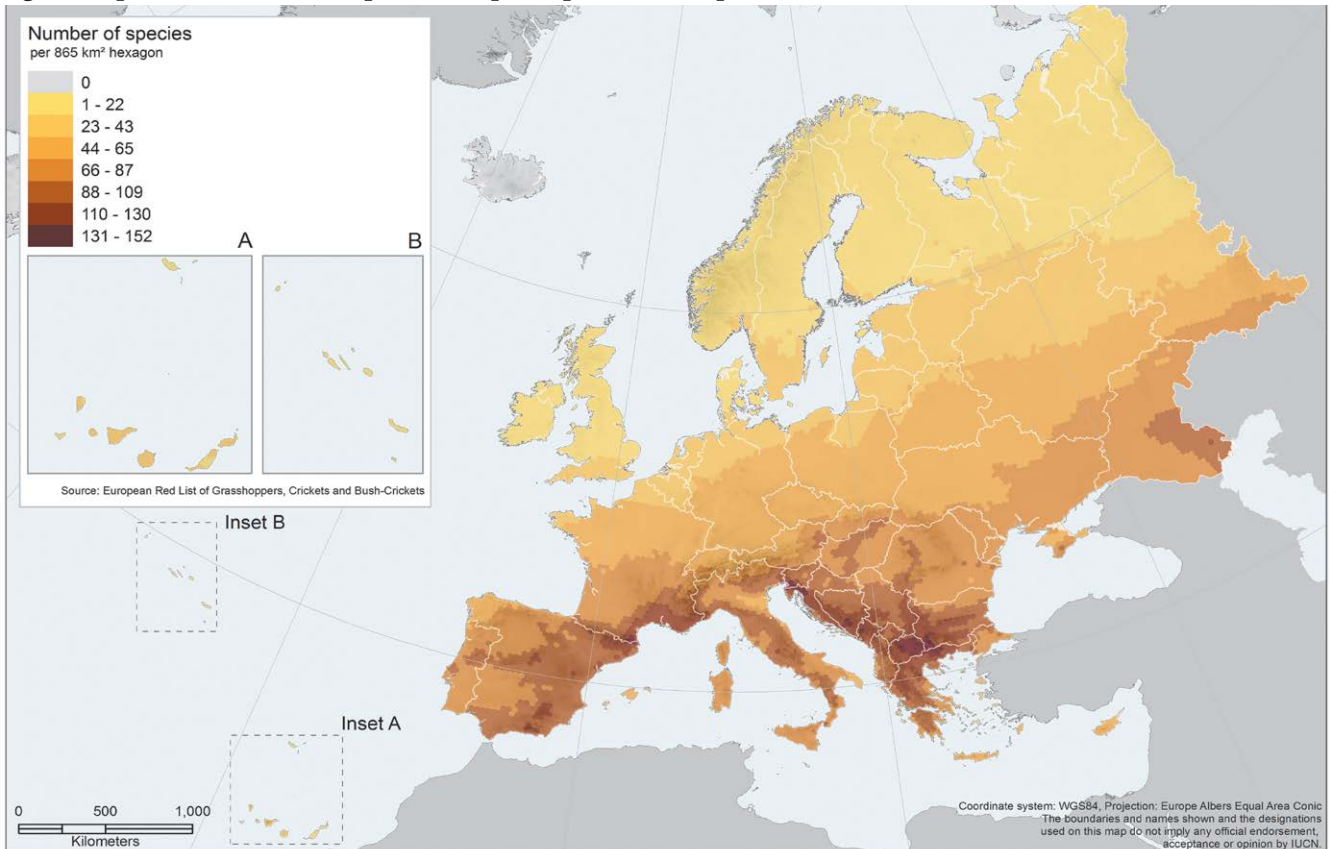 Number of species
per 865 km² hexagon
0
1 - 22
23 - 43
44 - 65
66 - 87
88 - 109
110 - 130
131 - 152
A
B
Source: European Red List of Grasshoppers, Crickets and Bush-Crickets
Inset B
Inset A
0 500 1,000
Kilometers
Coordinate system: WGS84, Projection: Europe Albers Equal Area Conic
The boundaries and names shown and the designations
used on this map do not imply any official endorsement,
acceptance or opinion by IUCN.